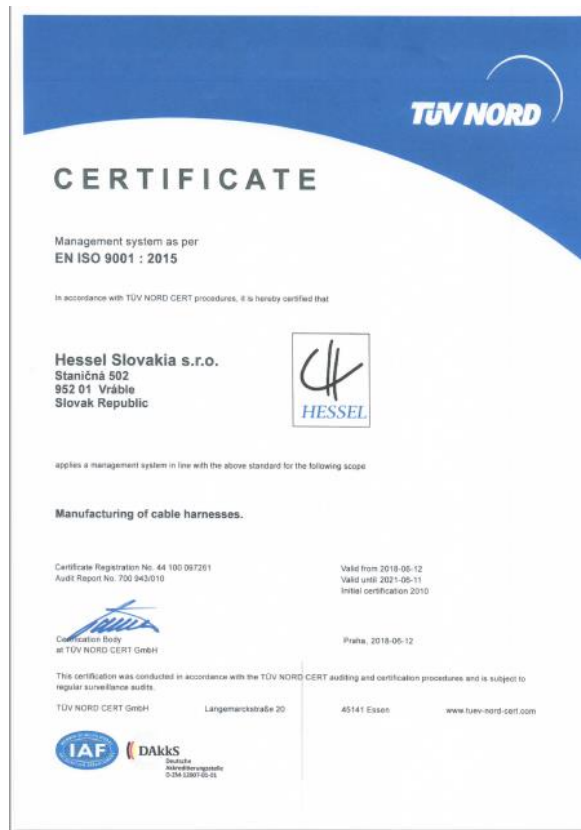 TÜV NORD
CERTIFICATE
Management system as per
EN ISO 9001 : 2015
In accordance with TÜV NORD CERT procedures, it is hereby certified that
Hessel Slovakia s.r.o.
Staničná 502
952 01 Vráble
Slovak Republic
HESSEL
applies a management system in line with the above standard for the following scope
Manufacturing of cable harnesses.
Certificate Registration No. 44 100 097261
Audit Report No. 700 943/010
Valid from 2018-06-12
Valid until 2021-06-11
Initial certification 2010
Certification Body
at TÜV NORD CERT GmbH
Praha, 2018-06-12
This certification was conducted in accordance with the TÜV NORD CERT auditing and certification procedures and is subject to
regular surveillance audits.
TÜV NORD CERT GmbH Langemarckstraße 20 45141 Essen www.tuev-nord-cert.com
IAF
DAkkS
Deutsche
Akkreditierungsstelle
D-ZM-12007-01-01